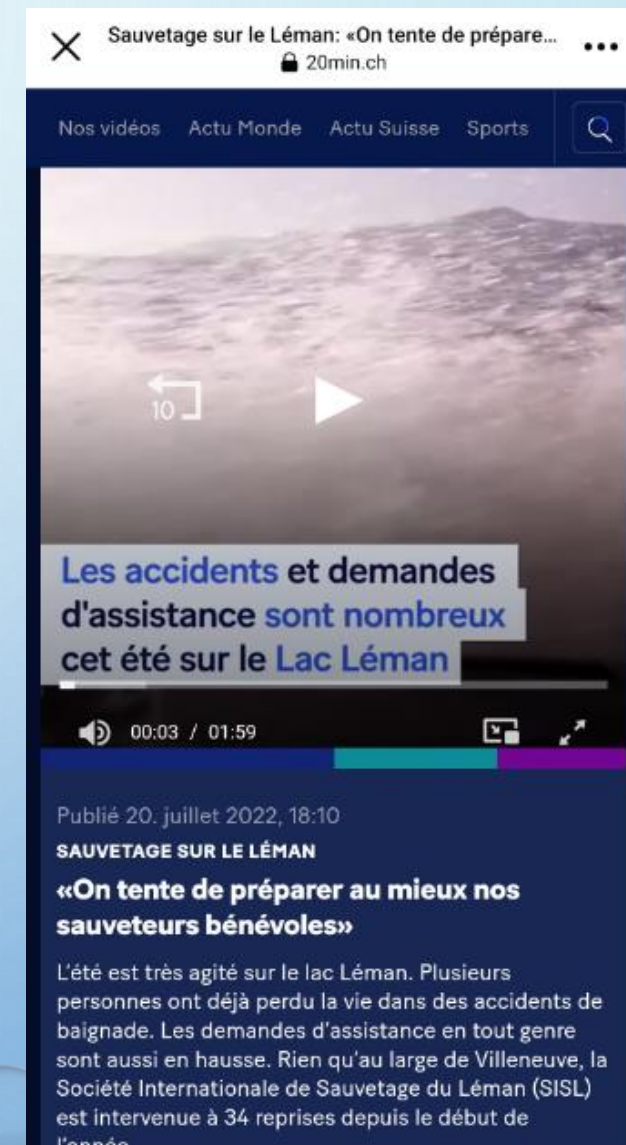 Sauvetage sur le Léman: «On tente de prépare...
20min.ch
Nos vidéos Actu Monde Actu Suisse Sports
10
Les accidents et demandes
d'assistance sont nombreux
cet été sur le Lac Léman
00:03 / 01:59
Publié 20. juillet 2022, 18:10
SAUVETAGE SUR LE LÉMAN
«On tente de préparer au mieux nos
sauveteurs bénévoles»
L'été est très agité sur le lac Léman. Plusieurs
personnes ont déjà perdu la vie dans des accidents de
baignade. Les demandes d'assistance en tout genre
sont aussi en hausse. Rien qu'au large de Villeneuve, la
Société Internationale de Sauvetage du Léman (SISL)
est intervenue à 34 reprises depuis le début de
l'année